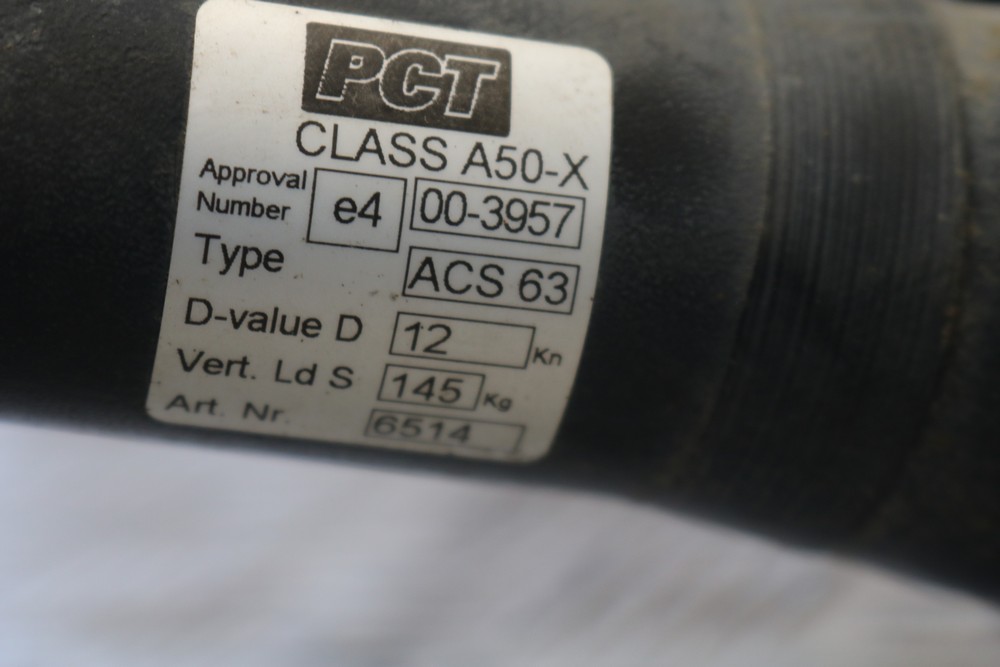 PCT
CLASS A50-X
Approval Number e4 00-3957
Type ACS 63
D-value D 12 Kn
Vert. Ld S 145 Kg
Art. Nr. 6514